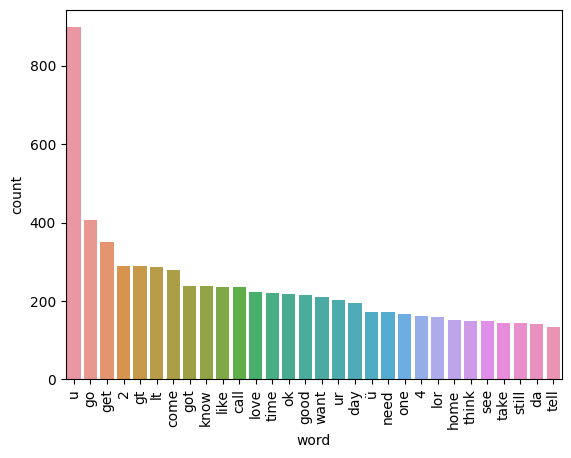 800
600
400
200
0
count
u go get 2 gt lt come got know like call love time ok good want ur day ü need one 4 lor home think see take still da tell
word